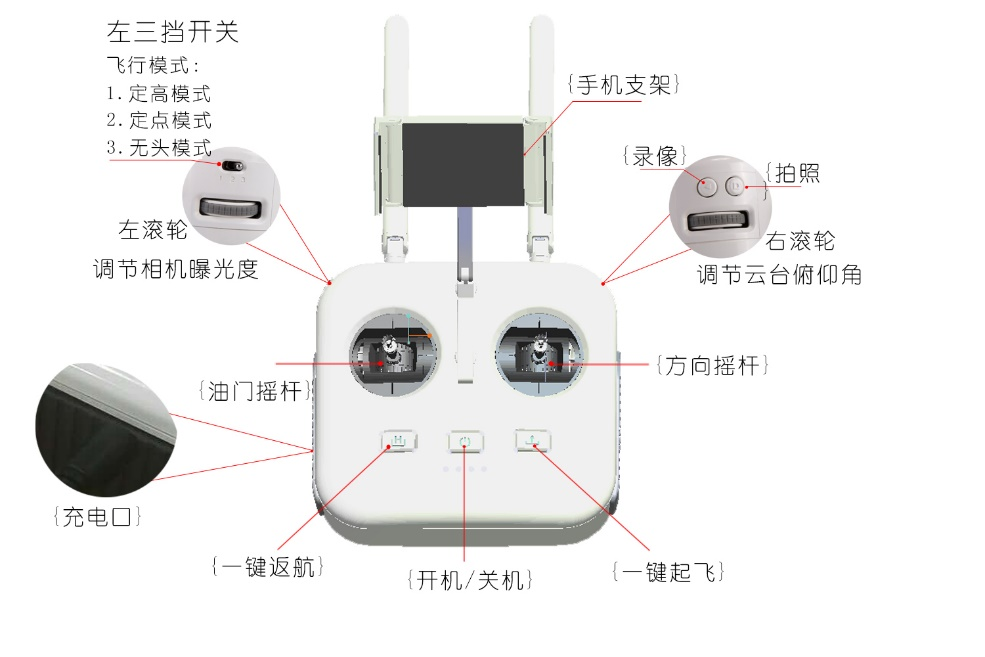 左三挡开关
飞行模式:
1.定高模式
2.定点模式
3.无头模式
{手机支架}
{录像}
{拍照
}
左滚轮
调节相机曝光度
右滚轮
调节云台俯仰角
{油门摇杆}
{方向摇杆}
{充电口}
{一键返航}
{开机/关机}
{一键起飞}